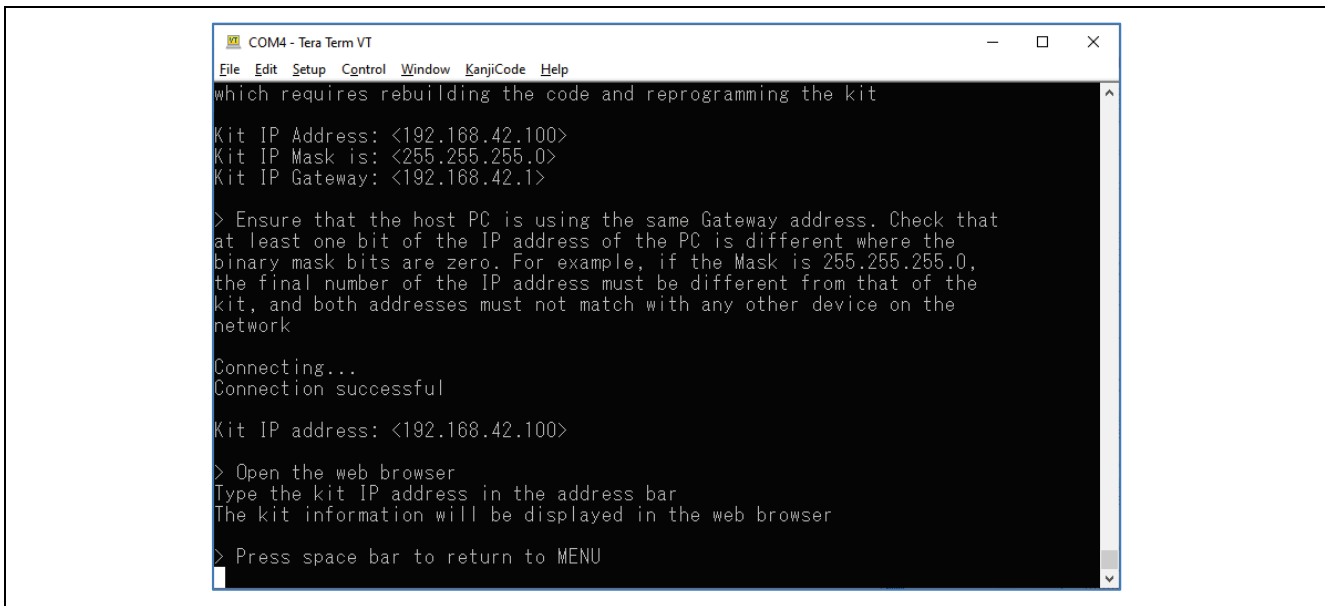 COM4 - Tera Term VT
File Edit Setup Control Window KanjiCode Help
which requires rebuilding the code and reprogramming the kit
Kit IP Address: <192.168.42.100>
Kit IP Mask is: <255.255.255.0>
Kit IP Gateway: <192.168.42.1>
> Ensure that the host PC is using the same Gateway address. Check that
at least one bit of the IP address of the PC is different where the
binary mask bits are zero. For example, if the Mask is 255.255.255.0,
the final number of the IP address must be different from that of the
kit, and both addresses must not match with any other device on the
network
Connecting...
Connection successful
Kit IP address: <192.168.42.100>
> Open the web browser
Type the kit IP address in the address bar
The kit information will be displayed in the web browser
> Press space bar to return to MENU